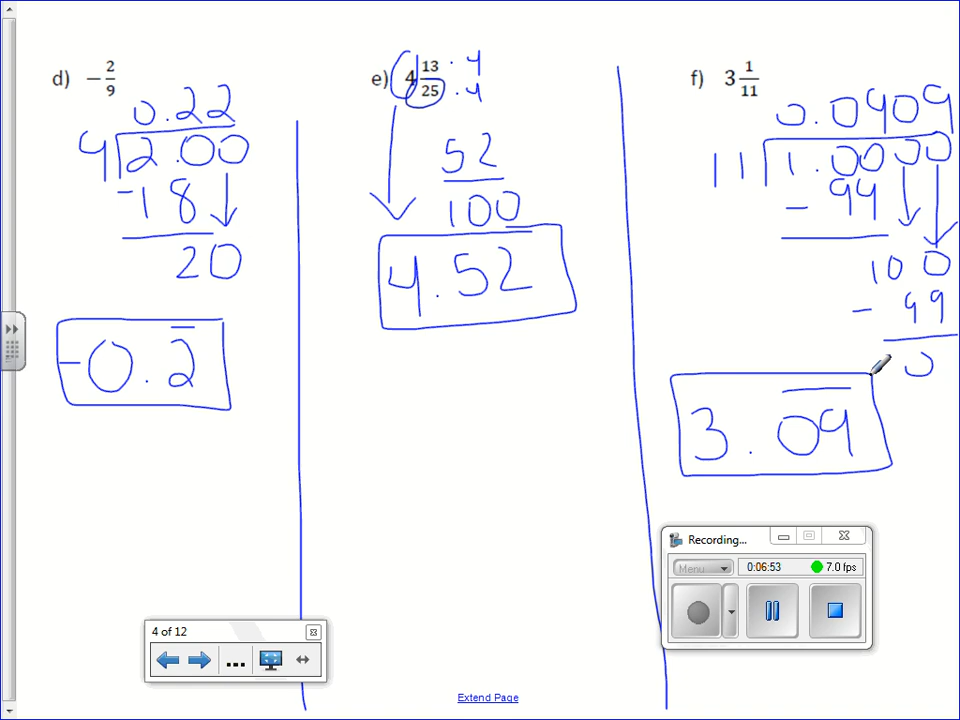 d) −2/9
0.22
9 2.00
-18
20
-0.2̅
e) 4 13/25 · 4
· 4
52
100
4.52
f) 3 1/11
0.0909
11 1.0000
- 99
100
- 99
0
3.0̅9̅
Recording...
Menu
0:06:53
7.0 fps
4 of 12
...
Extend Page